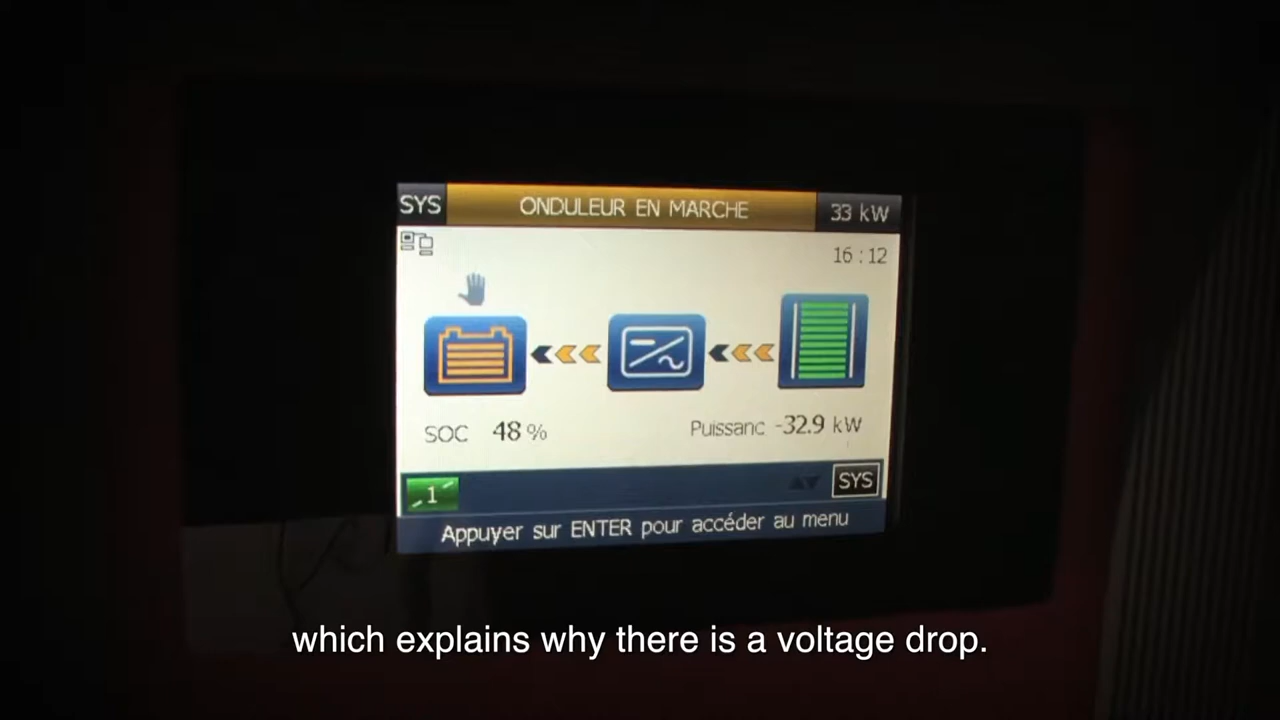 SYS ONDULEUR EN MARCHE 33 kW
16 : 12
SOC 48 % Puissanc -32.9 kW
1 SYS
Appuyer sur ENTER pour accéder au menu
which explains why there is a voltage drop.